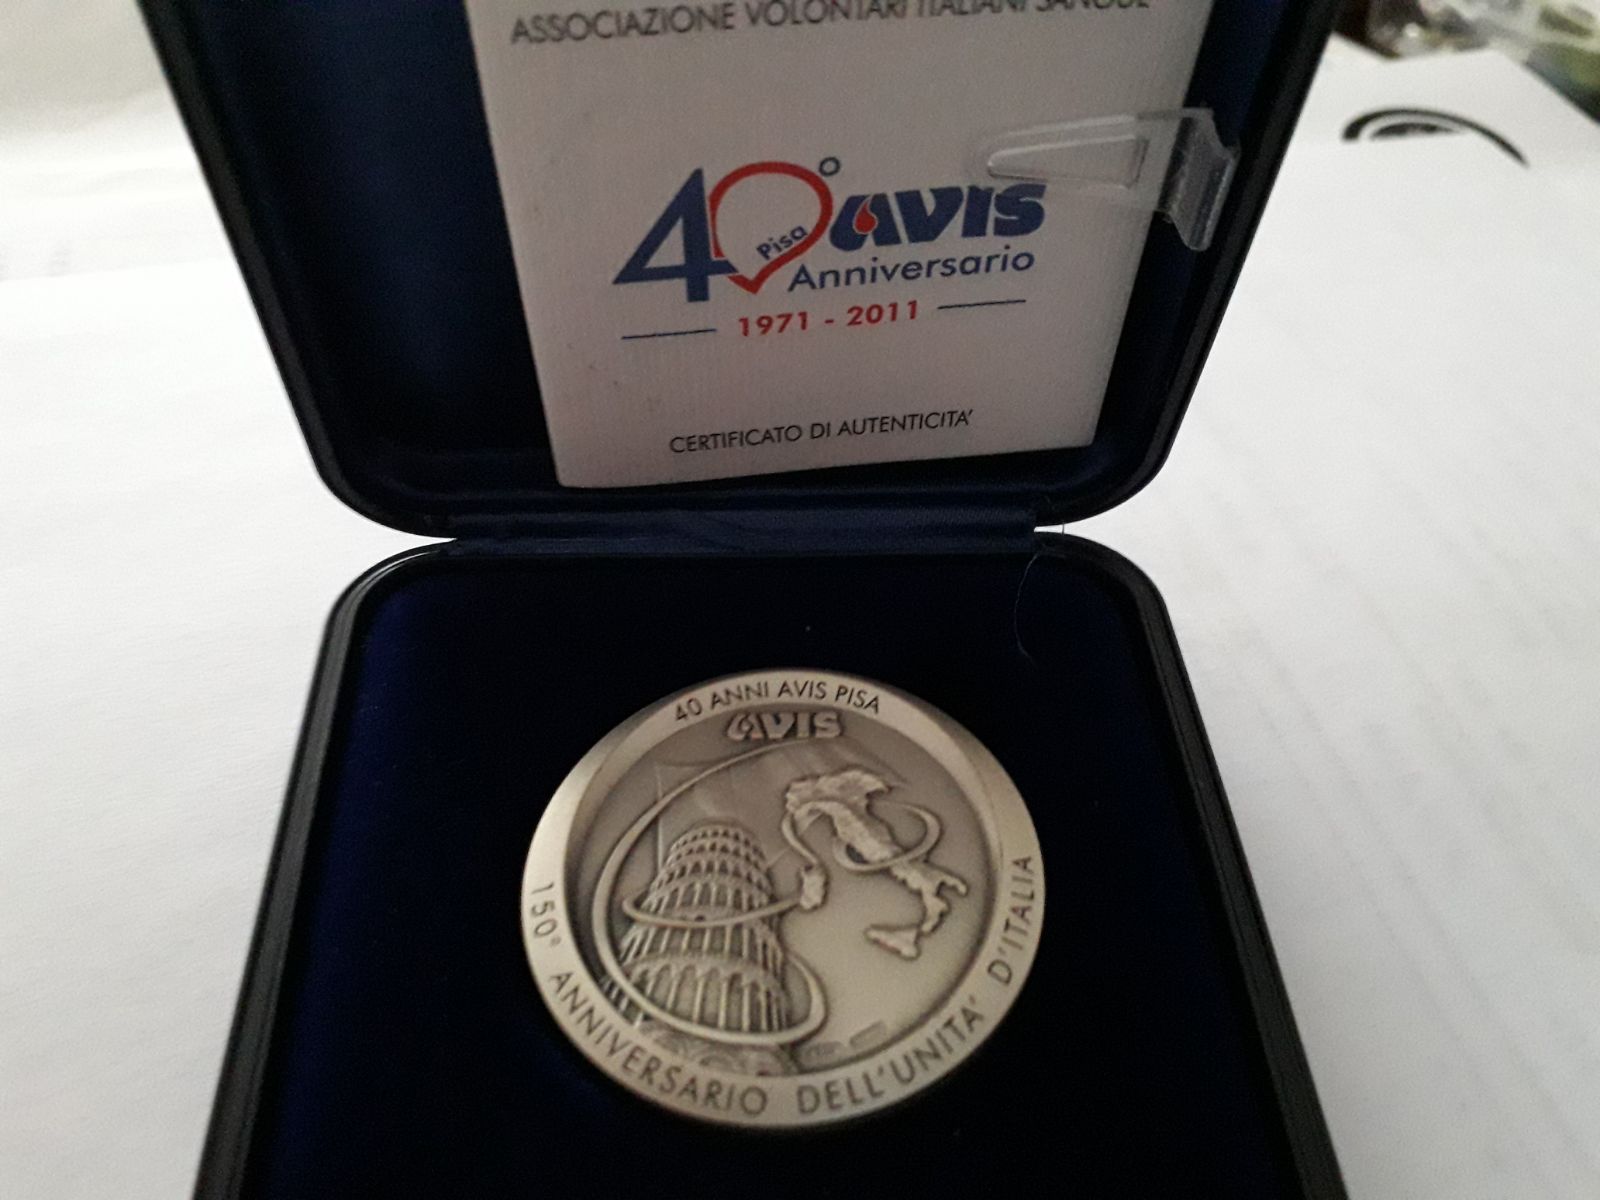 ASSOCIAZIONE VOLONTARI ITALIANI SANGUE
40° AVIS
Pisa
Anniversario
1971 - 2011
CERTIFICATO DI AUTENTICITA'
40 ANNI AVIS PISA
AVIS
150° ANNIVERSARIO DELL'UNITA' D'ITALIA